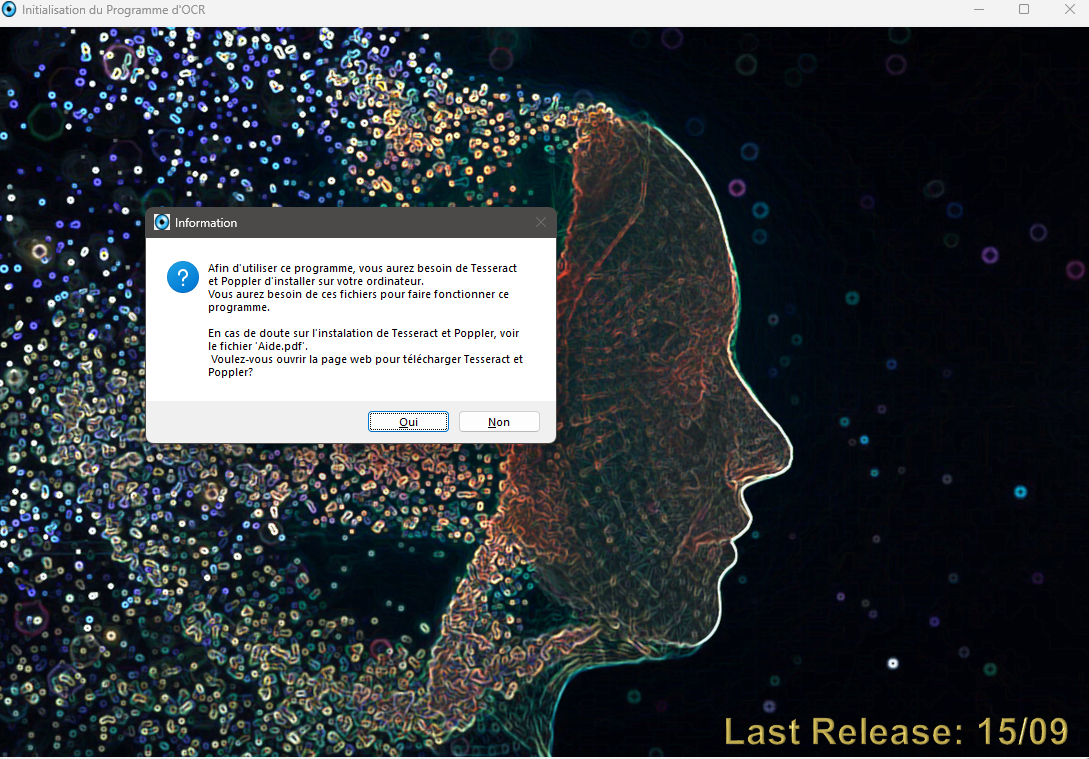 Initialisation du Programme d'OCR
Information
Afin d'utiliser ce programme, vous aurez besoin de Tesseract
et Poppler d'installer sur votre ordinateur.
Vous aurez besoin de ces fichiers pour faire fonctionner ce
programme.
En cas de doute sur l'instalation de Tesseract et Poppler, voir
le fichier 'Aide.pdf'.
Voulez-vous ouvrir la page web pour télécharger Tesseract et
Poppler?
Oui
Non
Last Release: 15/09